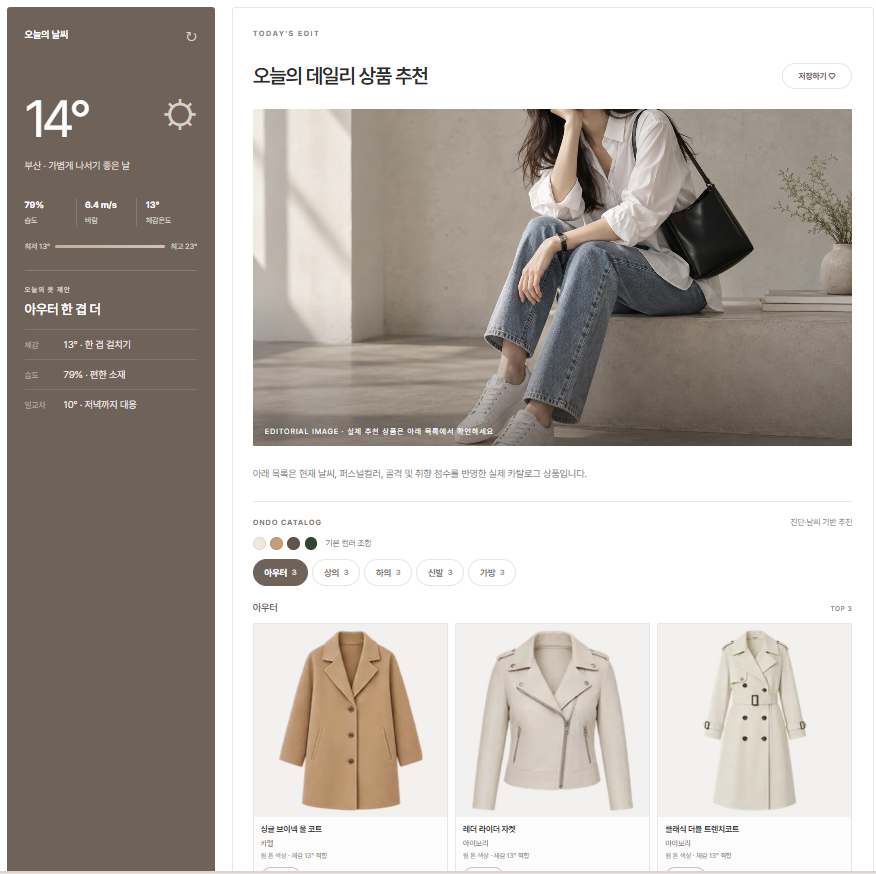 오늘의 날씨
↻
14°
부산 · 가볍게 나서기 좋은 날
79%
습도
6.4 m/s
바람
13°
체감온도
최저 13°
최고 23°
오늘의 옷 제안
아우터 한 겹 더
체감 13° · 한 겹 걸치기
습도 79% · 편한 소재
일교차 10° · 저녁까지 대응
TODAY'S EDIT
오늘의 데일리 상품 추천
저장하기 ♡
EDITORIAL IMAGE · 실제 추천 상품은 아래 목록에서 확인하세요
아래 목록은 현재 날씨, 퍼스널컬러, 골격 및 취향 점수를 반영한 실제 카탈로그 상품입니다.
ONDO CATALOG
진단·날씨 기반 추천
기본 컬러 조합
아우터 3
상의 3
하의 3
신발 3
가방 3
아우터
TOP 3
싱글 브이넥 울 코트
카멜
웜 톤 색상 · 체감 13° 적합
레더 라이더 자켓
아이보리
웜 톤 색상 · 체감 13° 적합
클래식 더블 트렌치코트
아이보리
웜 톤 색상 · 체감 13° 적합